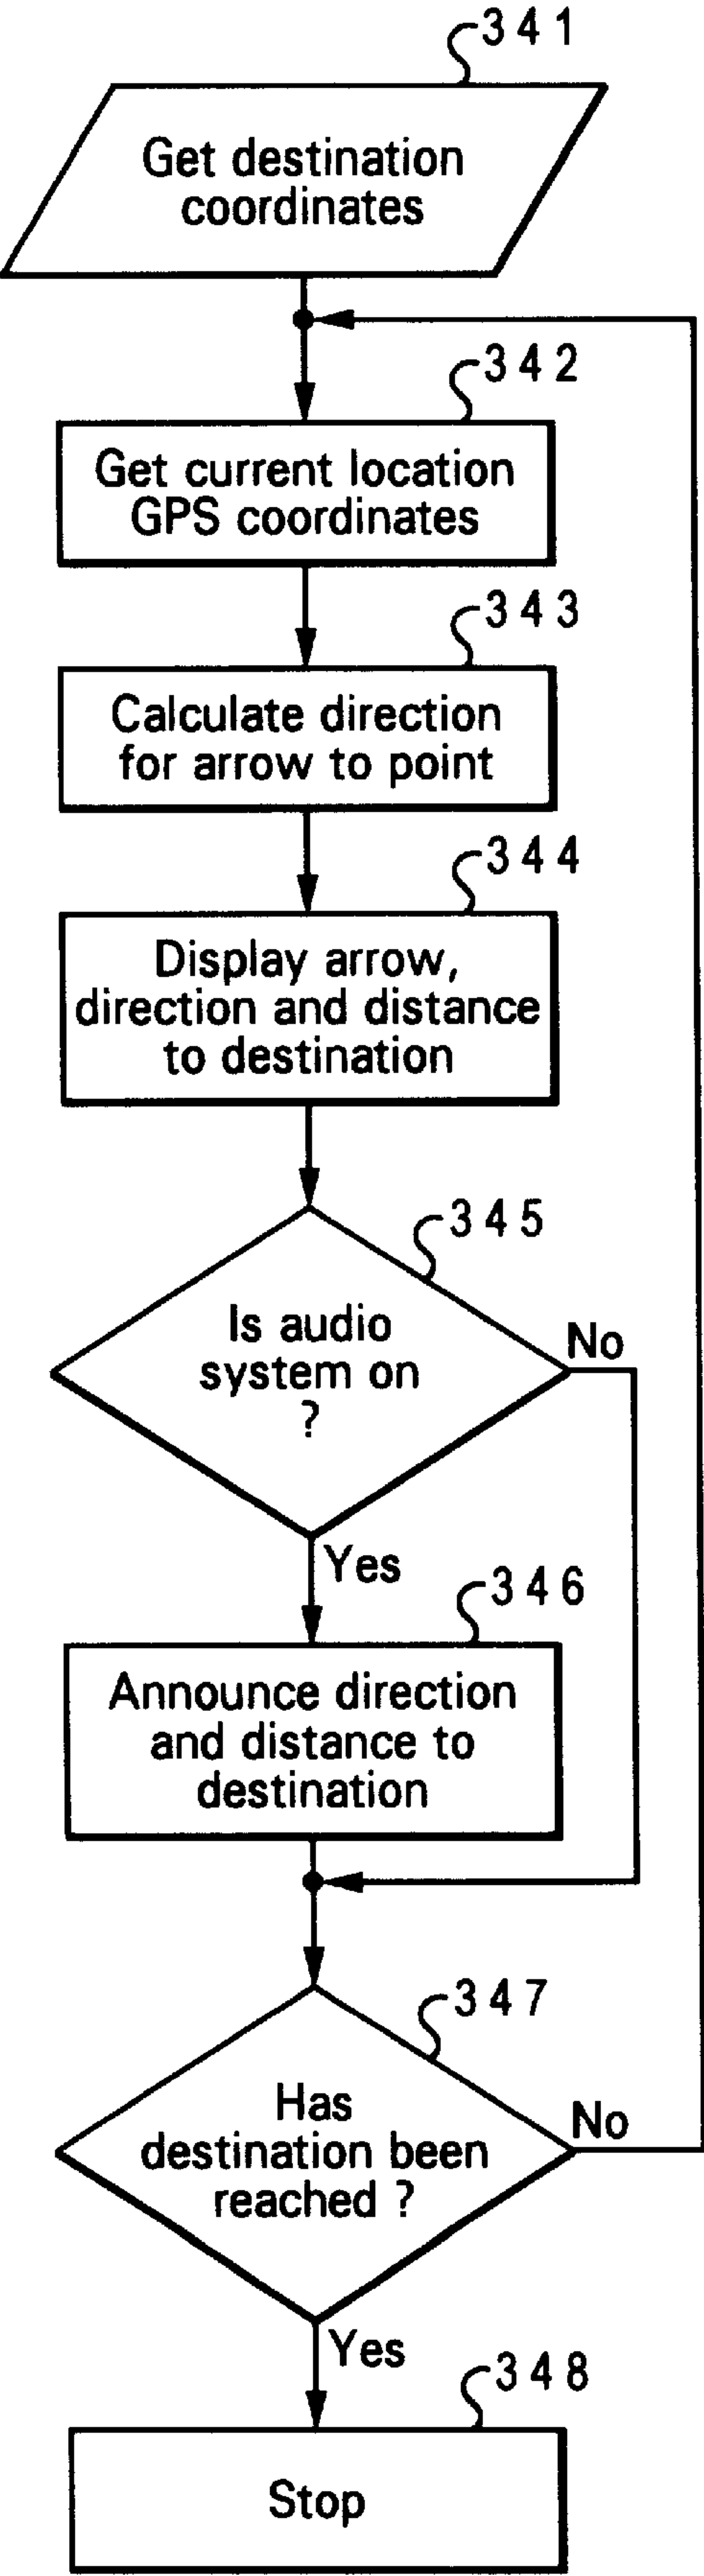 341
Get destination
coordinates
342
Get current location
GPS coordinates
343
Calculate direction
for arrow to point
344
Display arrow,
direction and distance
to destination
345
Is audio
system on
?
No
Yes
346
Announce direction
and distance to
destination
347
Has
destination been
reached ?
No
Yes
348
Stop